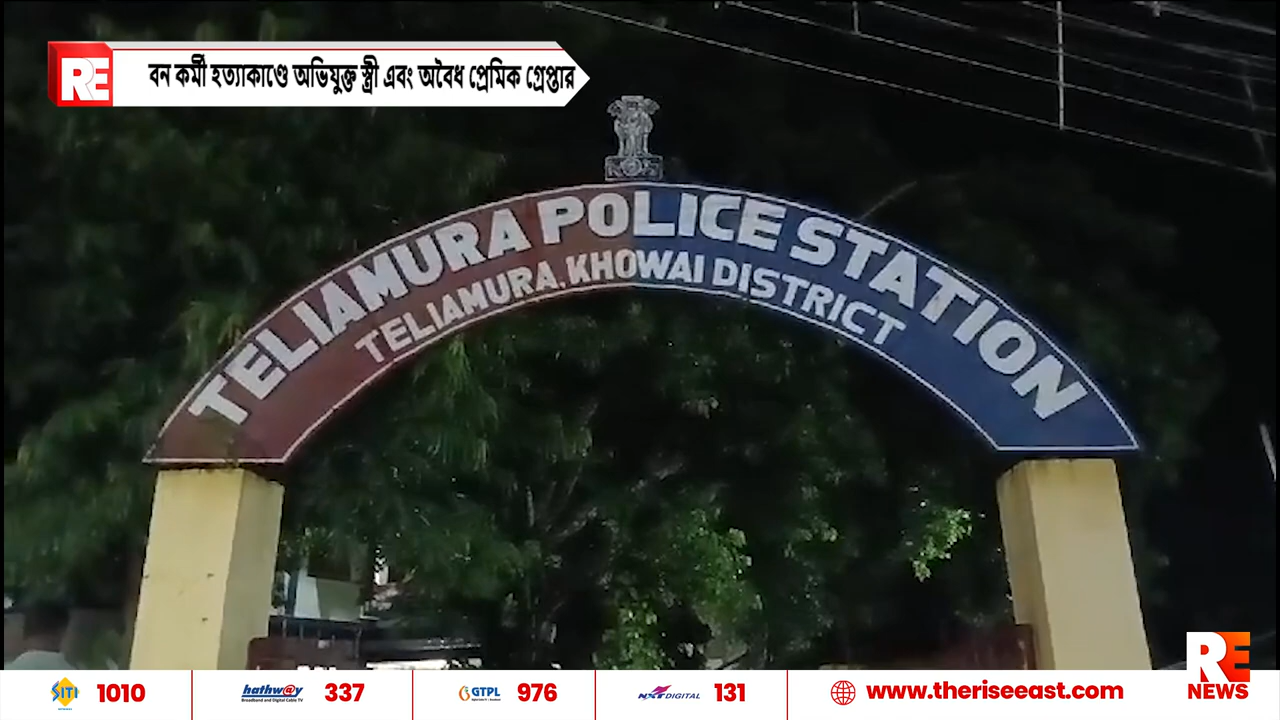 RE
বন কর্মী হত্যাকাণ্ডে অভিযুক্ত স্ত্রী এবং অবৈধ প্রেমিক গ্রেপ্তার
TELIAMURA POLICE STATION
TELIAMURA, KHOWAI DISTRICT
SITI 1010
hathw@y 337
GTPL 976
NXT DIGITAL 131
www.theriseeast.com
RE
NEWS